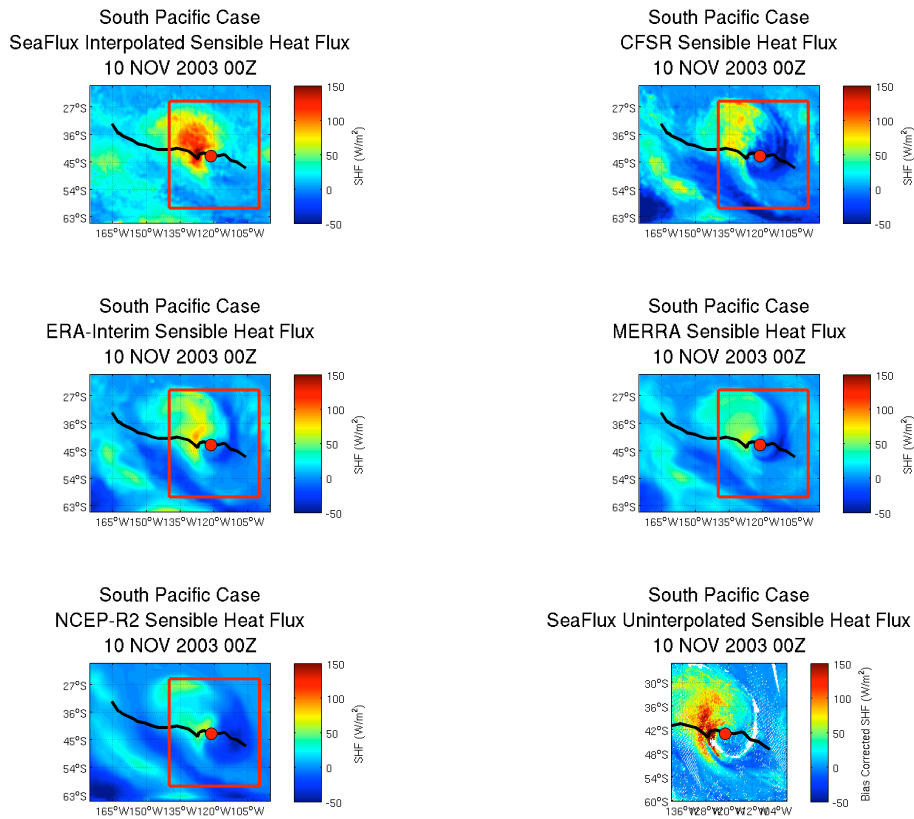 South Pacific Case
SeaFlux Interpolated Sensible Heat Flux
10 NOV 2003 00Z
27°S
36°S
45°S
54°S
63°S
165°W150°W135°W120°W105°W
150
100
50
0
-50
SHF (W/m²)
South Pacific Case
CFSR Sensible Heat Flux
10 NOV 2003 00Z
27°S
36°S
45°S
54°S
63°S
165°W150°W135°W120°W105°W
150
100
50
0
-50
SHF (W/m²)
South Pacific Case
ERA-Interim Sensible Heat Flux
10 NOV 2003 00Z
27°S
36°S
45°S
54°S
63°S
165°W150°W135°W120°W105°W
150
100
50
0
-50
SHF (W/m²)
South Pacific Case
MERRA Sensible Heat Flux
10 NOV 2003 00Z
27°S
36°S
45°S
54°S
63°S
165°W150°W135°W120°W105°W
150
100
50
0
-50
SHF (W/m²)
South Pacific Case
NCEP-R2 Sensible Heat Flux
10 NOV 2003 00Z
27°S
36°S
45°S
54°S
63°S
165°W150°W135°W120°W105°W
150
100
50
0
-50
SHF (W/m²)
South Pacific Case
SeaFlux Uninterpolated Sensible Heat Flux
10 NOV 2003 00Z
30°S
36°S
42°S
48°S
54°S
60°S
136°W128°W120°W112°W104°W
150
100
50
0
-50
Bias Corrected SHF (W/m²)